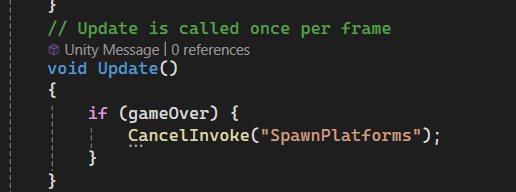 }
// Update is called once per frame
Unity Message | 0 references
void Update()
{
if (gameOver) {
CancelInvoke("SpawnPlatforms");
}
}